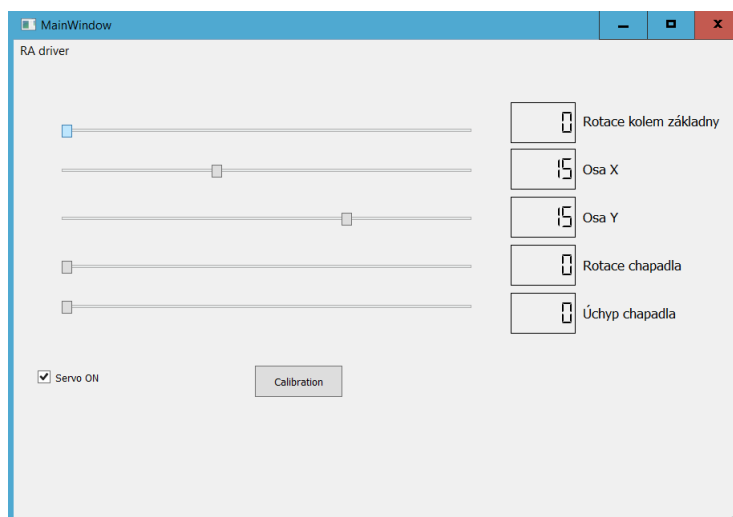 MainWindow
RA driver
0 Rotace kolem základny
15 Osa X
15 Osa Y
0 Rotace chapadla
0 Úchyp chapadla
Servo ON
Calibration